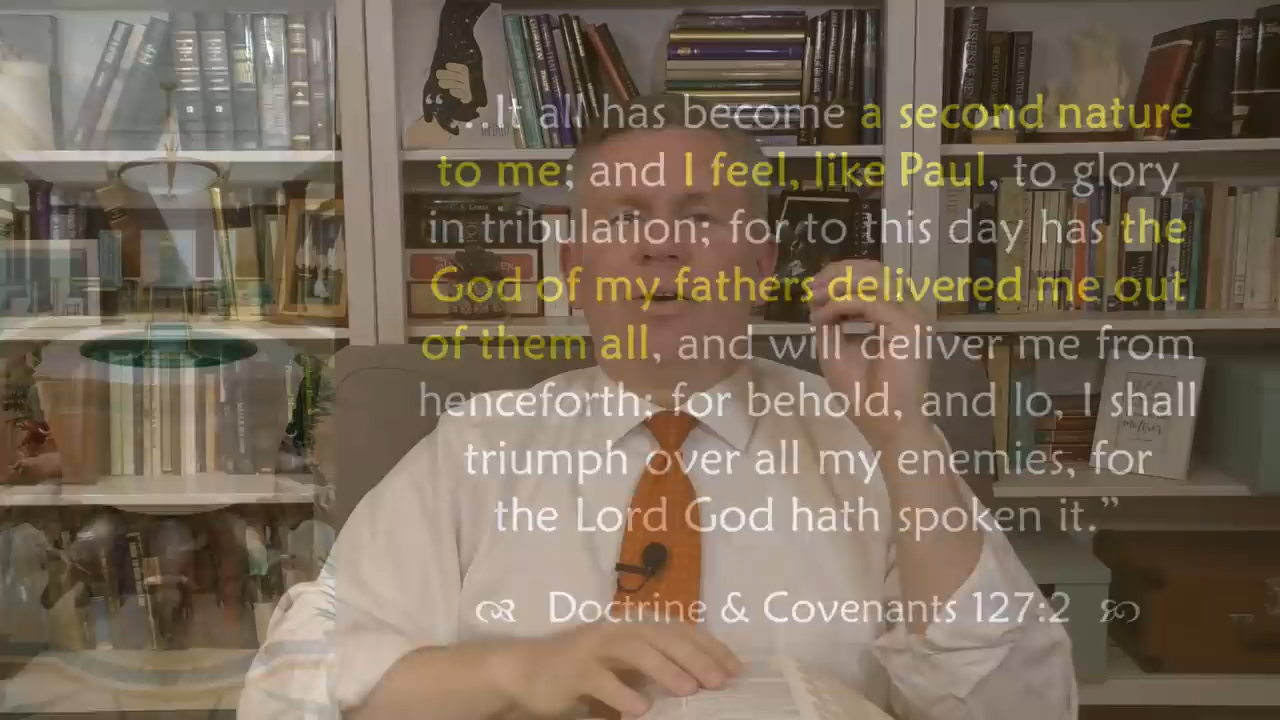 ...It all has become a second nature
to me; and I feel, like Paul, to glory
in tribulation; for to this day has the
God of my fathers delivered me out
of them all, and will deliver me from
henceforth; for behold, and lo, I shall
triumph over all my enemies, for
the Lord God hath spoken it.”
Doctrine & Covenants 127:2